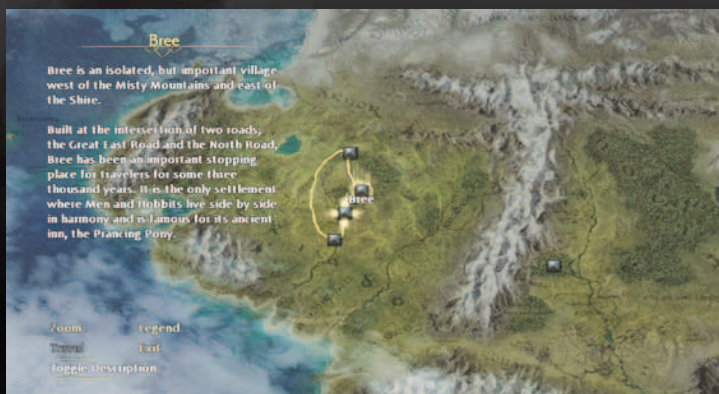 Bree
Bree is an isolated, but important village
west of the Misty Mountains and east of
the Shire.
Built at the intersection of two roads,
the Great East Road and the North Road,
Bree has been an important stopping
place for travelers for some three
thousand years. It is the only settlement
where Men and Hobbits live side by side
in harmony and is famous for its ancient
inn, the Prancing Pony.
Bree
Zoom
Legend
Travel
Exit
Toggle Description